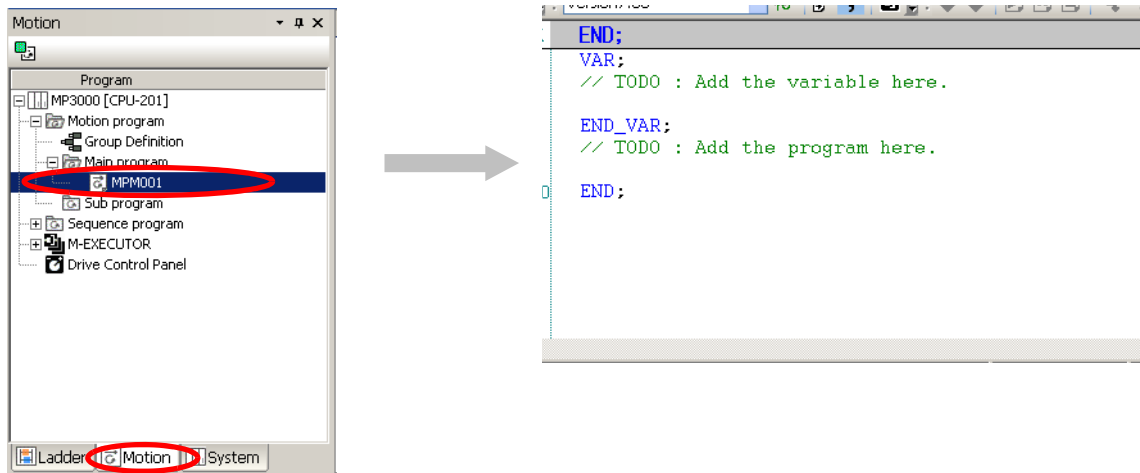 Motion
Program
MP3000 [CPU-201]
Motion program
Group Definition
Main program
MPM001
Sub program
Sequence program
M-EXECUTOR
Drive Control Panel
Ladder Motion System
END;
VAR;
// TODO : Add the variable here.
END_VAR;
// TODO : Add the program here.
END;